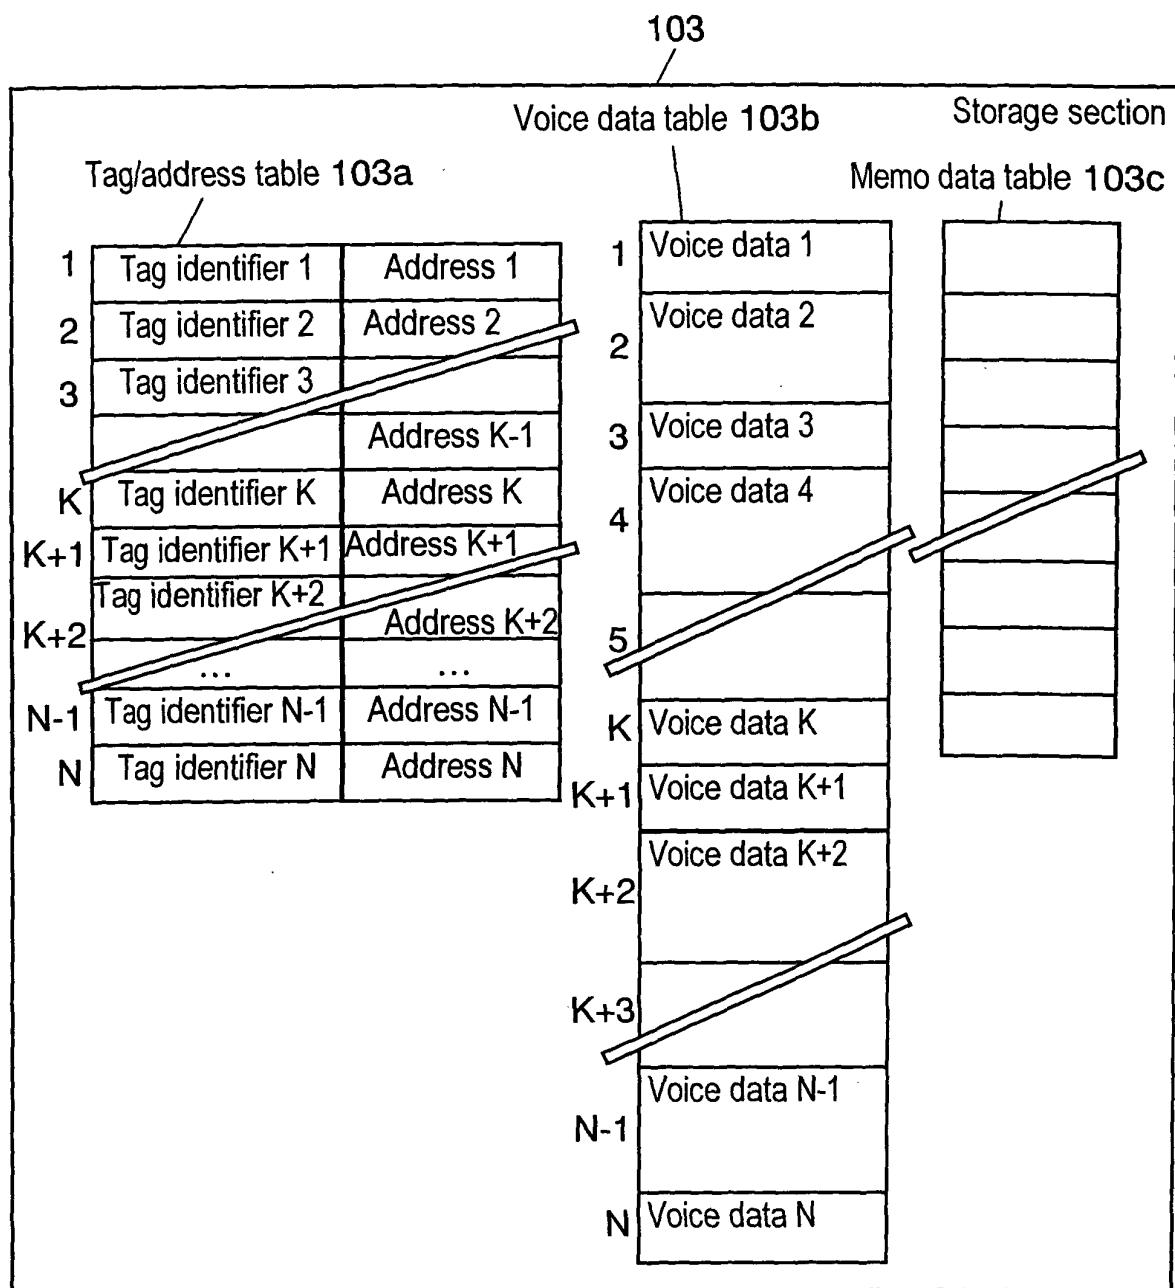 103
Storage section
Tag/address table 103a
1 Tag identifier 1 Address 1
2 Tag identifier 2 Address 2
3 Tag identifier 3
Address K-1
K Tag identifier K Address K
K+1 Tag identifier K+1 Address K+1
K+2 Tag identifier K+2 Address K+2
... ...
N-1 Tag identifier N-1 Address N-1
N Tag identifier N Address N
Voice data table 103b
1 Voice data 1
2 Voice data 2
3 Voice data 3
4 Voice data 4
5
K Voice data K
K+1 Voice data K+1
K+2 Voice data K+2
K+3
N-1 Voice data N-1
N Voice data N
Memo data table 103c